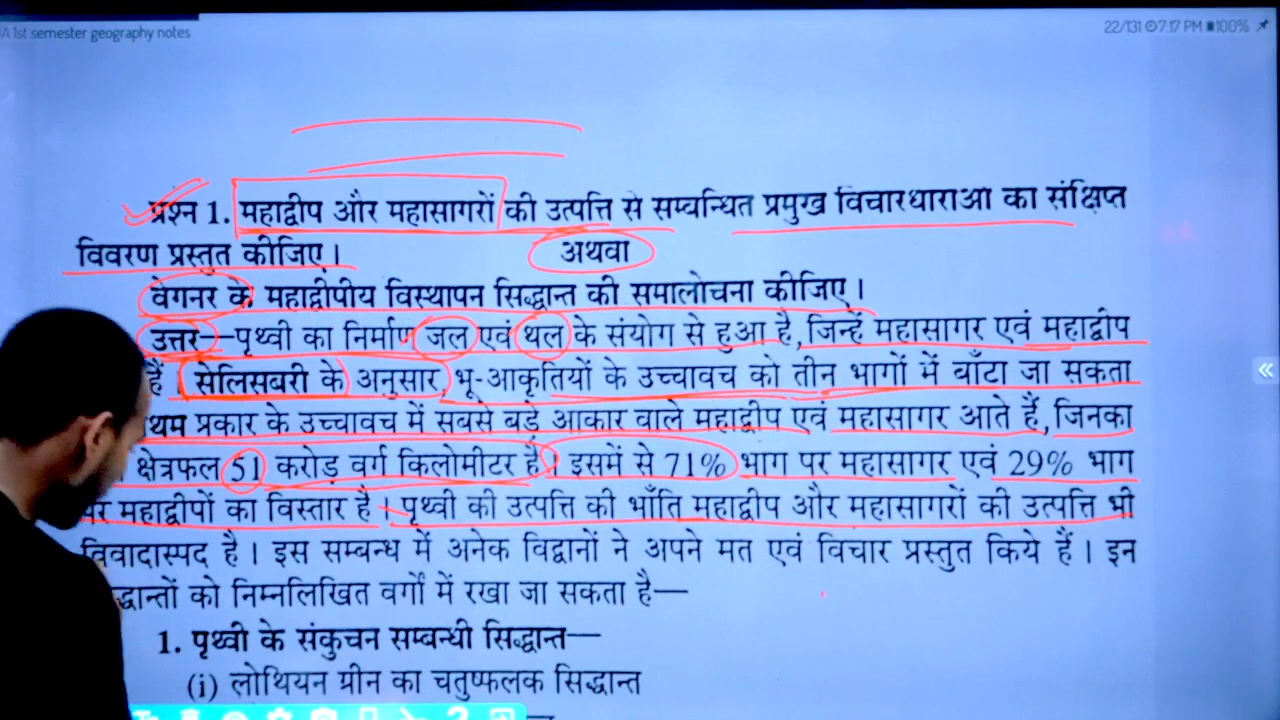 A 1st semester geography notes
22/131 7:17 PM 100%
प्रश्न 1. महाद्वीप और महासागरों की उत्पत्ति से सम्बन्धित प्रमुख विचारधाराओ का संक्षिप्त
विवरण प्रस्तुत कीजिए।
अथवा
वेगनर के महाद्वीपीय विस्थापन सिद्धान्त की समालोचना कीजिए।
उत्तर—पृथ्वी का निर्माण जल एवं थल के संयोग से हुआ है, जिन्हें महासागर एवं महाद्वीप
हैं। सेलिसबरी के अनुसार भू-आकृतियों के उच्चावच को तीन भागों में बाँटा जा सकता
थम प्रकार के उच्चावच में सबसे बड़े आकार वाले महाद्वीप एवं महासागर आते हैं, जिनका
क्षेत्रफल 51 करोड़ वर्ग किलोमीटर है। इसमें से 71% भाग पर महासागर एवं 29% भाग
पर महाद्वीपों का विस्तार है। पृथ्वी की उत्पत्ति की भाँति महाद्वीप और महासागरों की उत्पत्ति भी
विवादास्पद है। इस सम्बन्ध में अनेक विद्वानों ने अपने मत एवं विचार प्रस्तुत किये हैं। इन
द्धान्तों को निम्नलिखित वर्गों में रखा जा सकता है—
1. पृथ्वी के संकुचन सम्बन्धी सिद्धान्त—
(i) लोथियन ग्रीन का चतुष्फलक सिद्धान्त